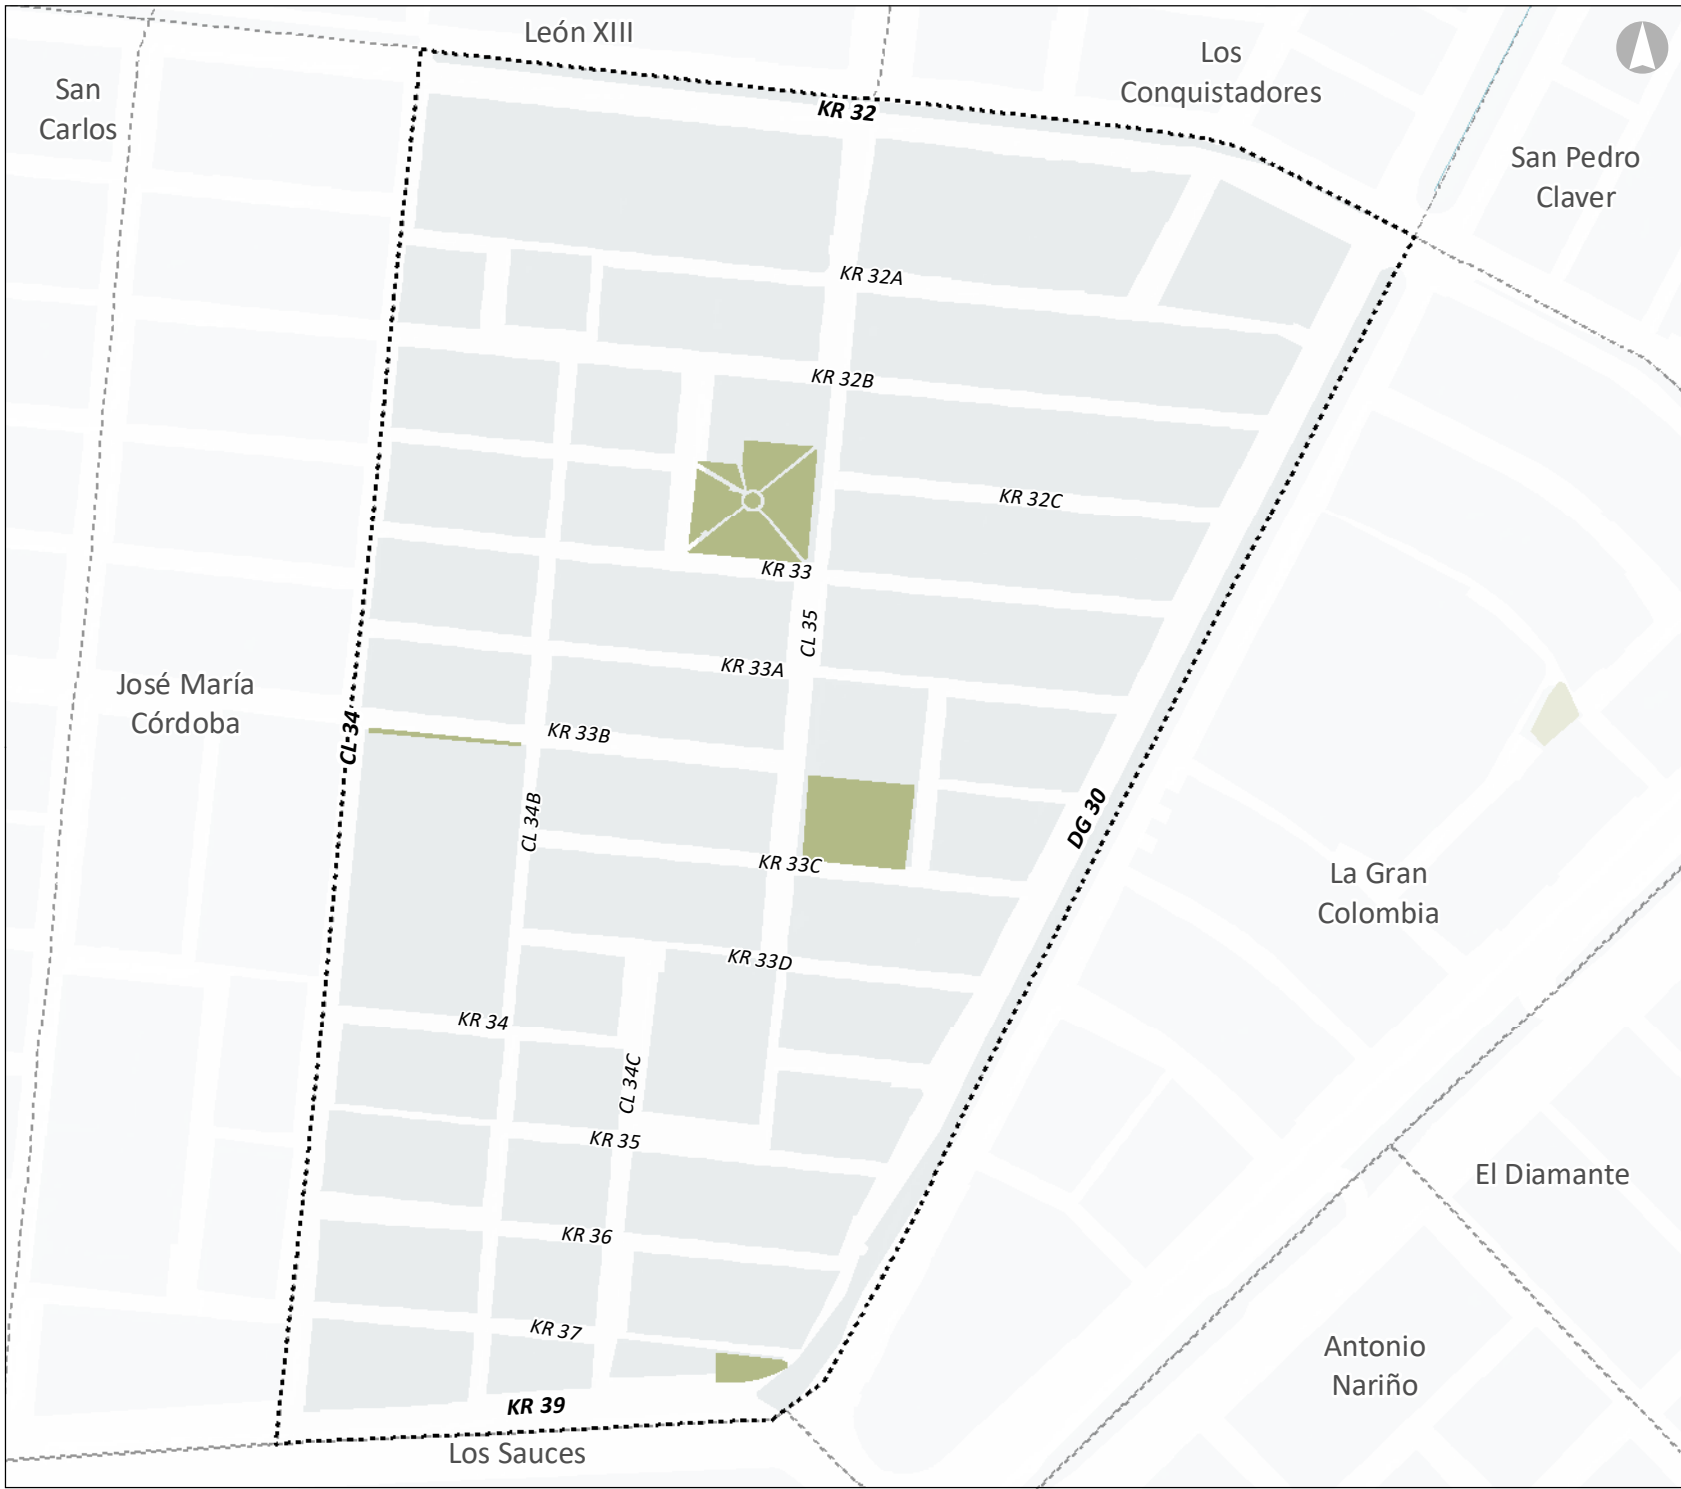 León XIII
Los
Conquistadores
San
Carlos
KR 32
San Pedro
Claver
KR 32A
KR 32B
KR 32C
KR 33
CL 35
KR 33A
José María
Córdoba
CL 34
KR 33B
CL 34B
DG 30
KR 33C
La Gran
Colombia
KR 33D
KR 34
CL 34C
KR 35
El Diamante
KR 36
KR 37
Antonio
Nariño
KR 39
Los Sauces